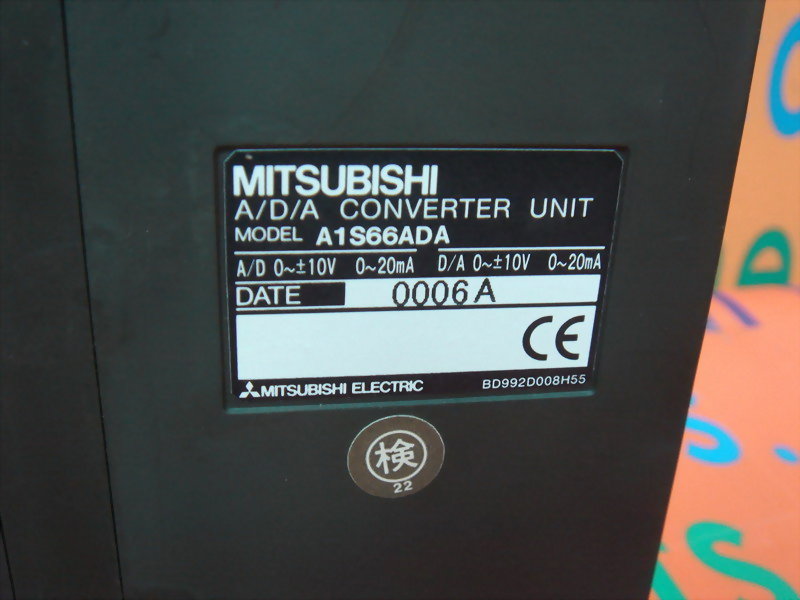 MITSUBISHI
A/D/A CONVERTER UNIT
MODEL A1S66ADA
A/D 0~±10V 0~20mA D/A 0~±10V 0~20mA
DATE 0006A
CE
MITSUBISHI ELECTRIC BD992D008H55
検
22